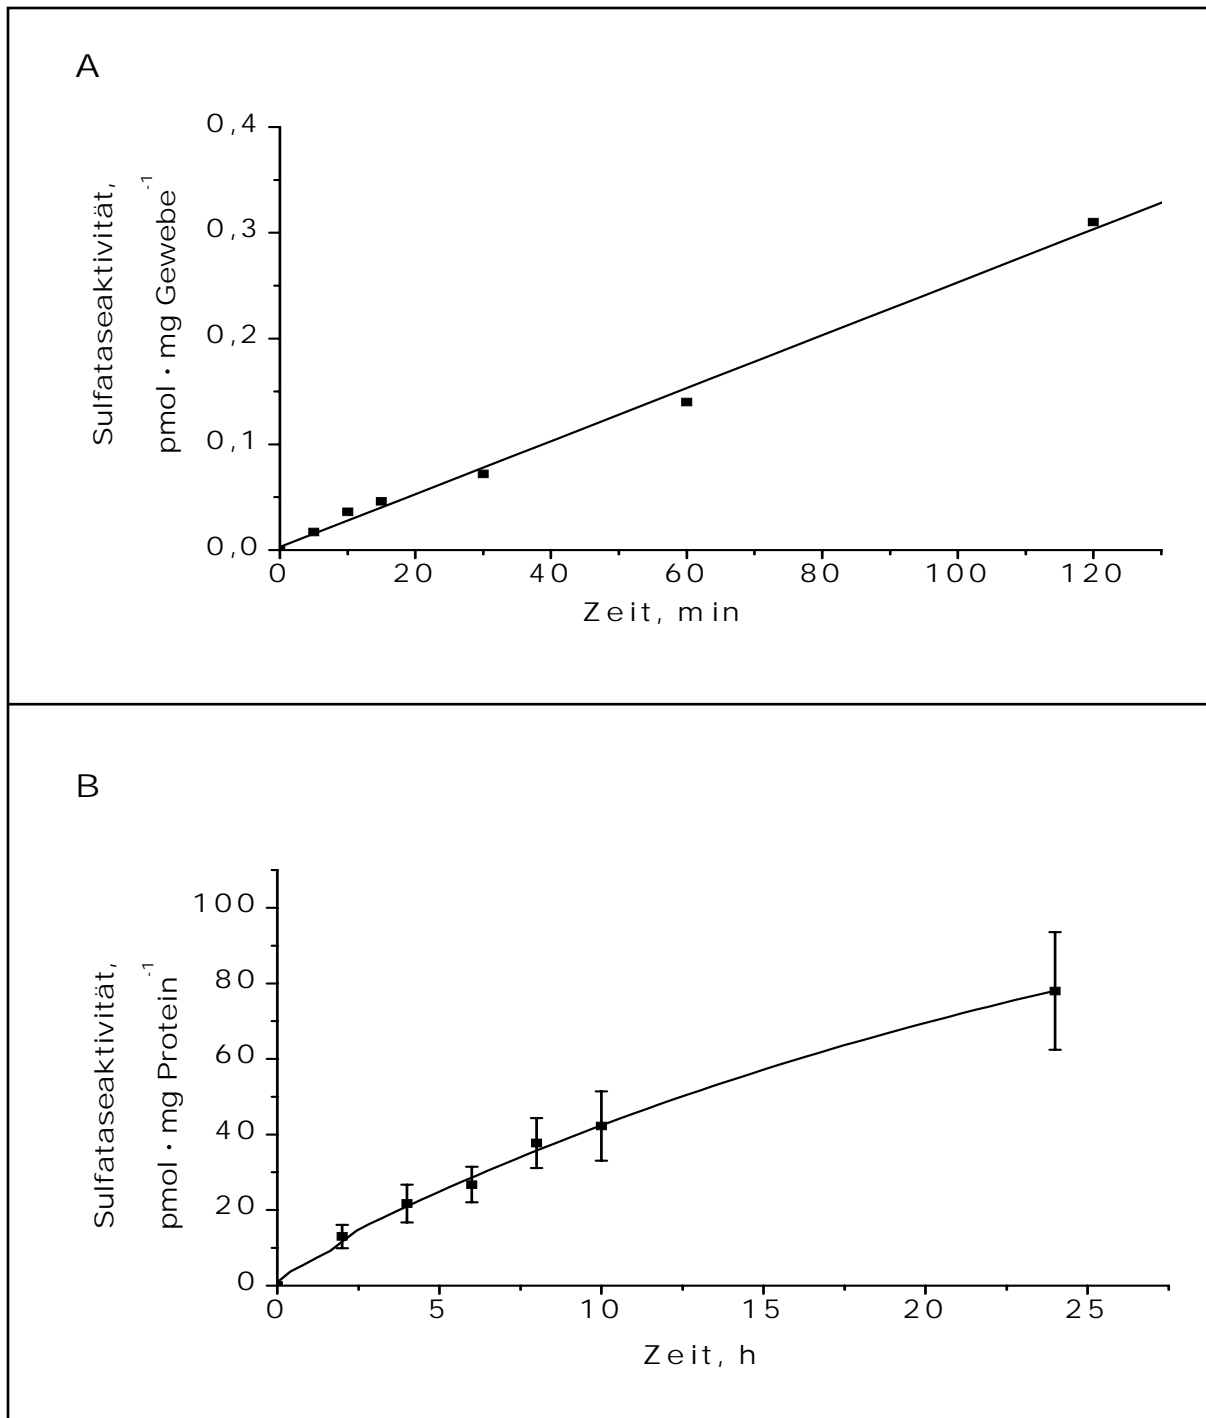 A
Sulfataseaktivität,
pmol · mg Gewebe -1
0,4
0,3
0,2
0,1
0,0
0 20 40 60 80 100 120
Zeit, min
B
Sulfataseaktivität,
pmol · mg Protein -1
100
80
60
40
20
0
0 5 10 15 20 25
Zeit, h